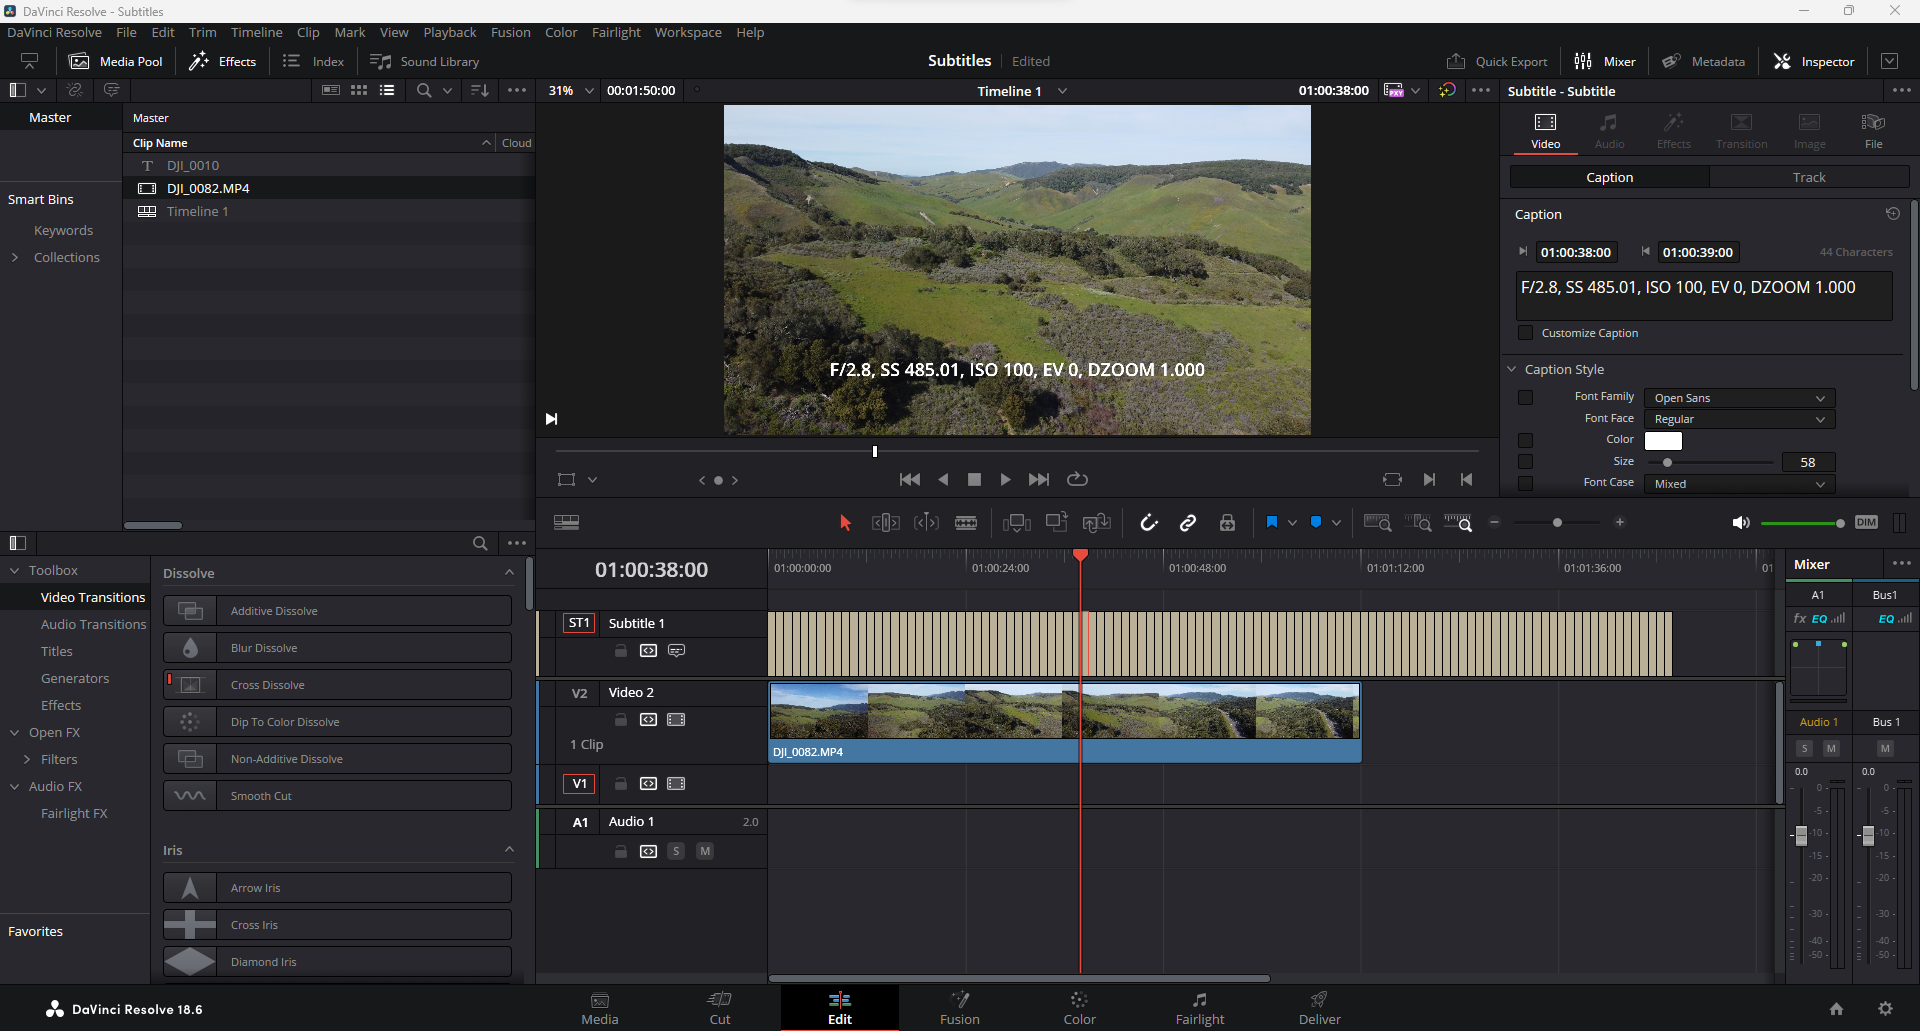 DaVinci Resolve - Subtitles
DaVinci Resolve File Edit Trim Timeline Clip Mark View Playback Fusion Color Fairlight Workspace Help
Media Pool Effects Index Sound Library Subtitles Edited Quick Export Mixer Metadata Inspector
31% 00:01:50:00 Timeline 1 01:00:38:00 PXY Subtitle - Subtitle
Master
Master
Clip Name Cloud
DJI_0010
DJI_0082.MP4
Timeline 1
Smart Bins
Keywords
Collections
F/2.8, SS 485.01, ISO 100, EV 0, DZOOM 1.000
Video Audio Effects Transition Image File
Caption Track
Caption
01:00:38:00 01:00:39:00 44 Characters
F/2.8, SS 485.01, ISO 100, EV 0, DZOOM 1.000
Customize Caption
Caption Style
Font Family Open Sans
Font Face Regular
Color
Size 58
Font Case Mixed
DIM
Toolbox
Video Transitions
Audio Transitions
Titles
Generators
Effects
Open FX
Filters
Audio FX
Fairlight FX
Favorites
Dissolve
Additive Dissolve
Blur Dissolve
Cross Dissolve
Dip To Color Dissolve
Non-Additive Dissolve
Smooth Cut
Iris
Arrow Iris
Cross Iris
Diamond Iris
01:00:38:00 01:00:00:00 01:00:24:00 01:00:48:00 01:01:12:00 01:01:36:00 01
ST1 Subtitle 1
V2 Video 2
1 Clip
DJI_0082.MP4
V1
A1 Audio 1 2.0
S M
Mixer
A1 Bus1
fx EQ EQ
Audio 1 Bus 1
S M M
0.0 0.0
0 0
-5 -5
-10 -10
-15 -15
-20 -20
-30 -30
-40 -40
-50 -50
DaVinci Resolve 18.6
Media Cut Edit Fusion Color Fairlight Deliver